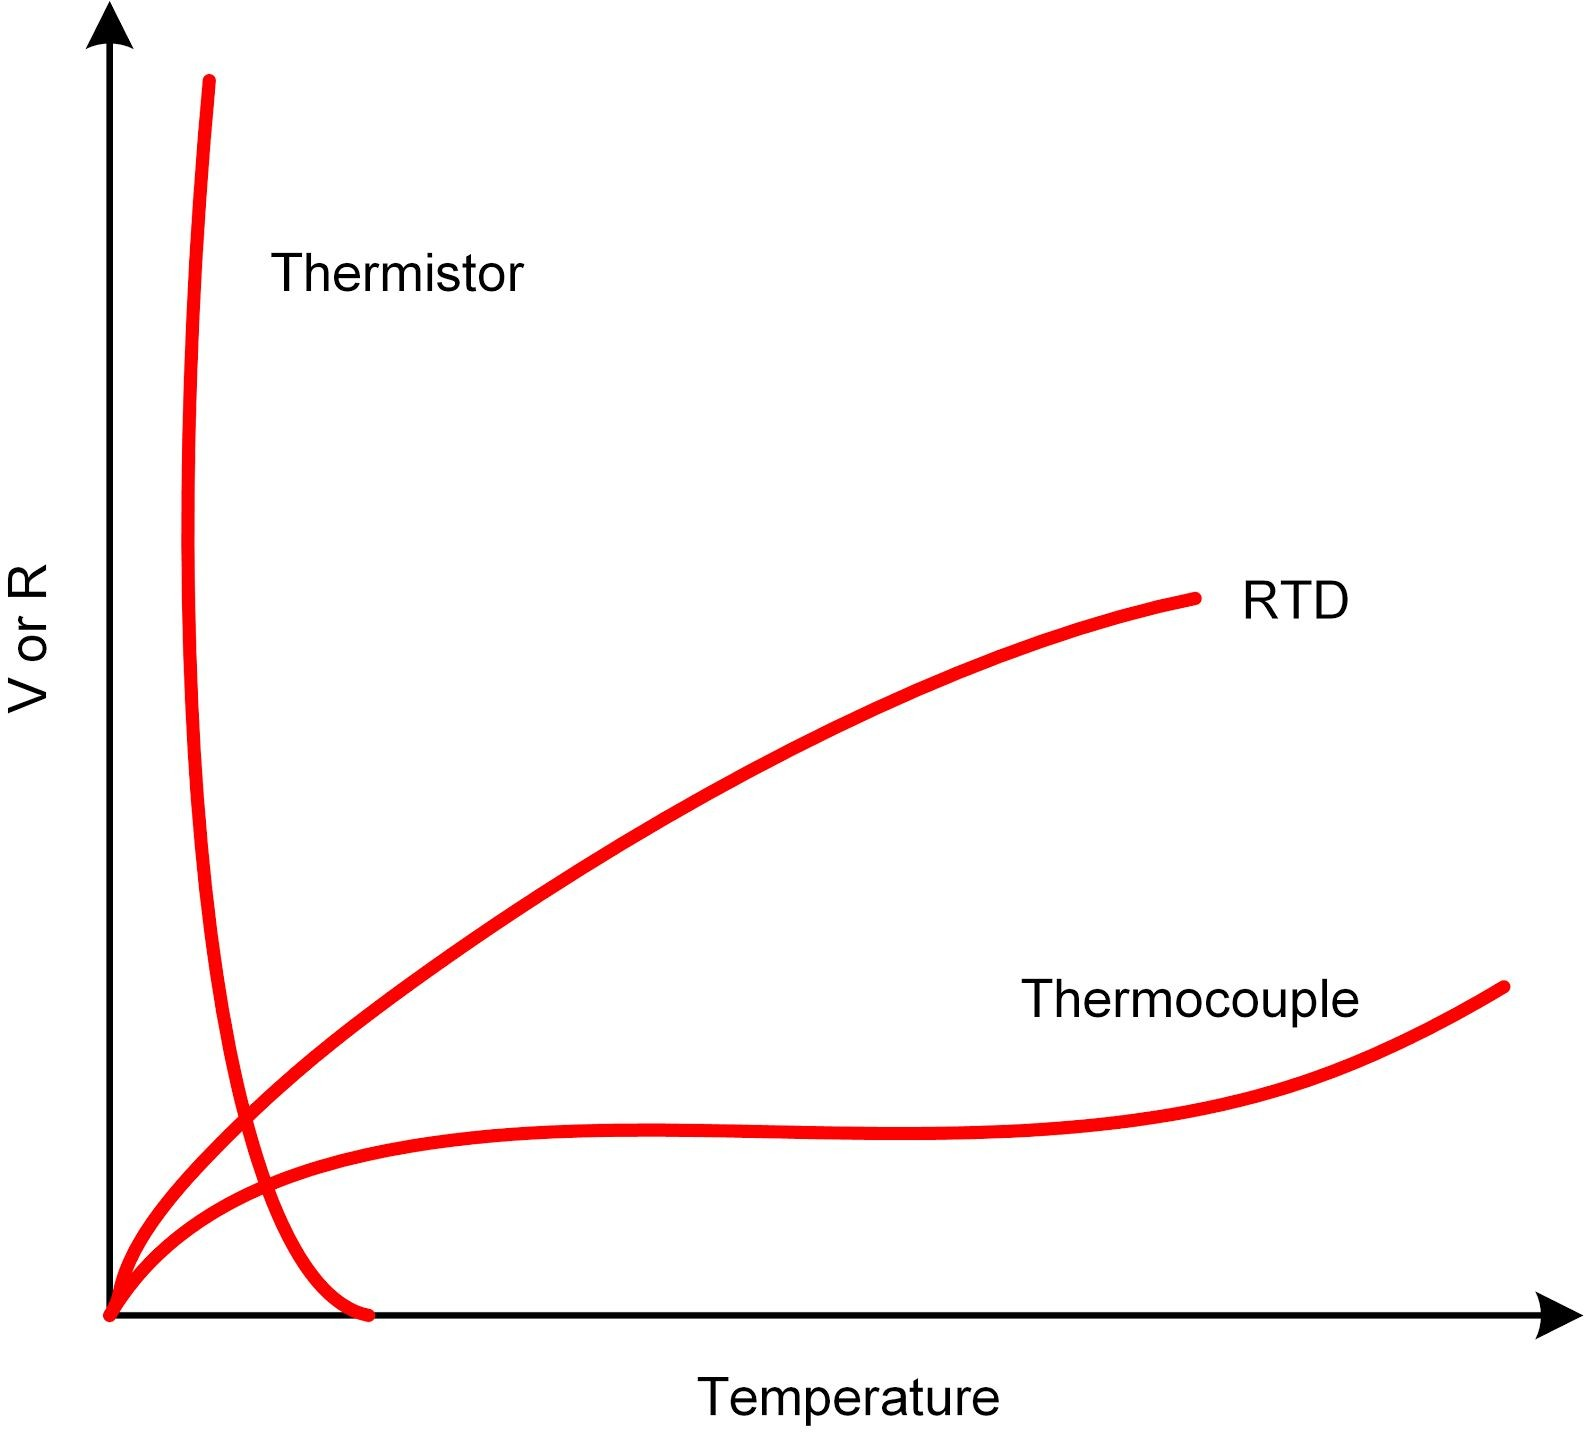 Thermistor
V or R
RTD
Thermocouple
Temperature